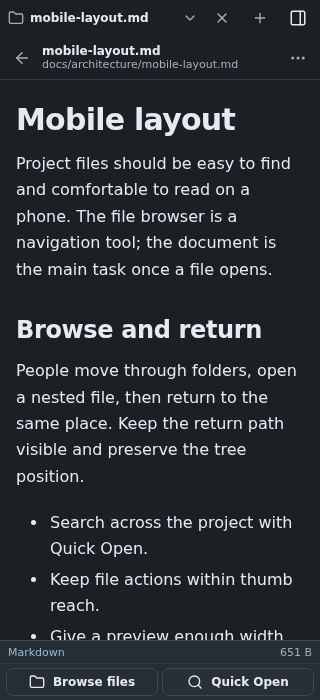 mobile-layout.md
mobile-layout.md
docs/architecture/mobile-layout.md
Mobile layout
Project files should be easy to find
and comfortable to read on a
phone. The file browser is a
navigation tool; the document is
the main task once a file opens.
Browse and return
People move through folders, open
a nested file, then return to the
same place. Keep the return path
visible and preserve the tree
position.
• Search across the project with
Quick Open.
• Keep file actions within thumb
reach.
• Give a preview enough width
Markdown 651 B
Browse files Quick Open